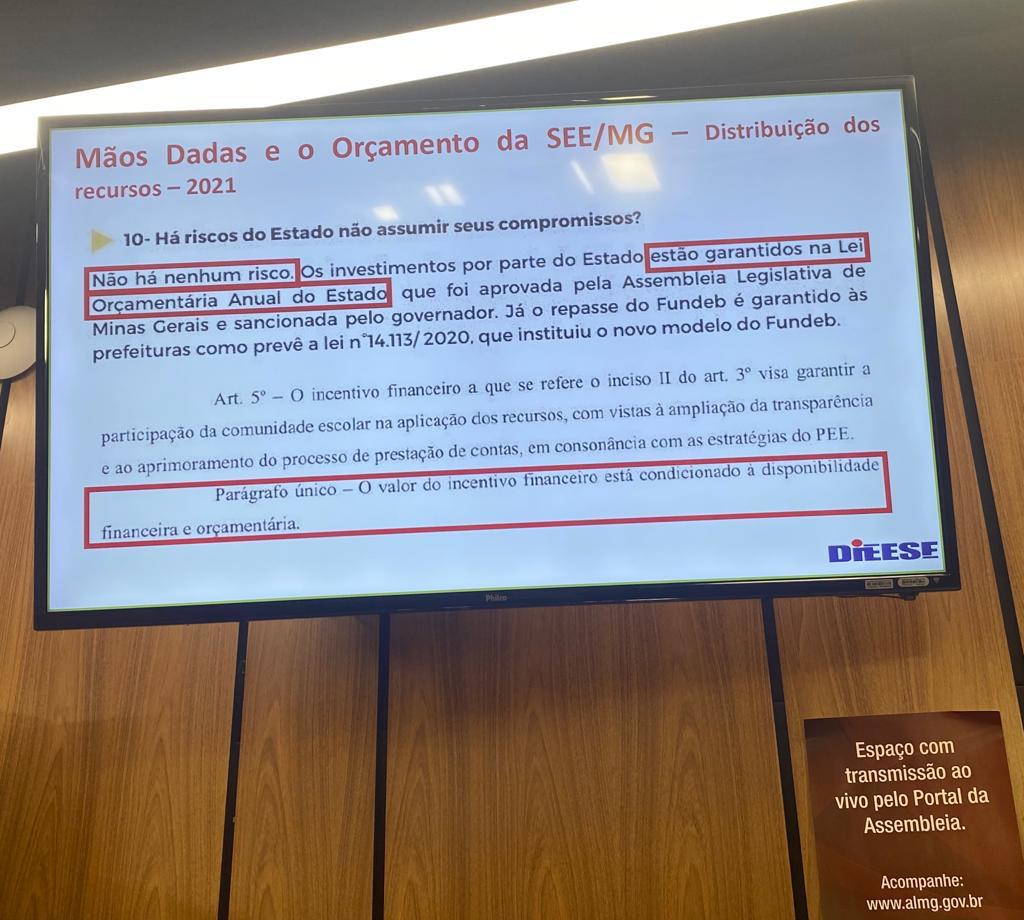 Mãos Dadas e o Orçamento da SEE/MG – Distribuição dos
recursos – 2021
10- Há riscos do Estado não assumir seus compromissos?
Não há nenhum risco. Os investimentos por parte do Estado estão garantidos na Lei
Orçamentária Anual do Estado que foi aprovada pela Assembleia Legislativa de
Minas Gerais e sancionada pelo governador. Já o repasse do Fundeb é garantido às
prefeituras como prevê a lei n°14.113/2020, que instituiu o novo modelo do Fundeb.
Art. 5º – O incentivo financeiro a que se refere o inciso II do art. 3º visa garantir a
participação da comunidade escolar na aplicação dos recursos, com vistas à ampliação da transparência
e ao aprimoramento do processo de prestação de contas, em consonância com as estratégias do PEE.
Parágrafo único – O valor do incentivo financeiro está condicionado à disponibilidade
financeira e orçamentária.
DIEESE
Philco
Espaço com
transmissão ao
vivo pelo Portal da
Assembleia.
Acompanhe:
www.almg.gov.br